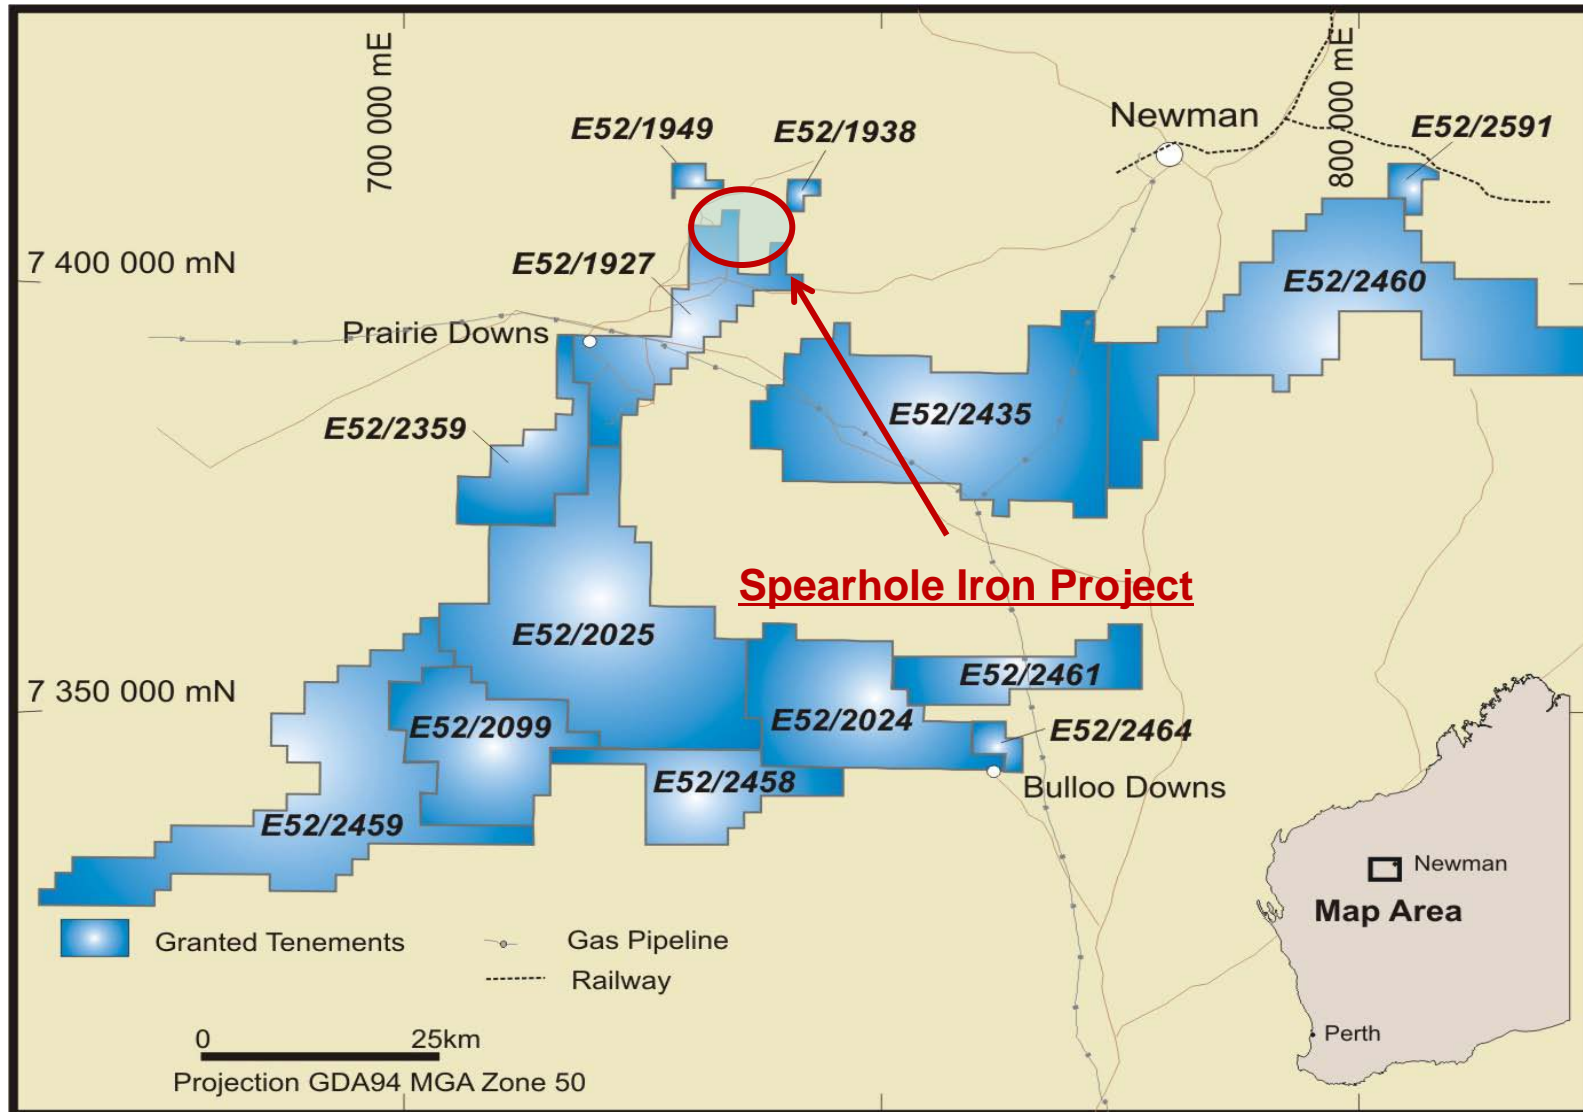 700 000 mE
800 000 mE
Newman
E52/1949
E52/1938
E52/2591
7 400 000 mN
E52/1927
E52/2460
Prairie Downs
E52/2359
E52/2435
Spearhole Iron Project
E52/2025
E52/2461
7 350 000 mN
E52/2099
E52/2024
E52/2464
E52/2458
Bulloo Downs
E52/2459
Newman
Map Area
Granted Tenements
Gas Pipeline
Railway
Perth
0 25km
Projection GDA94 MGA Zone 50